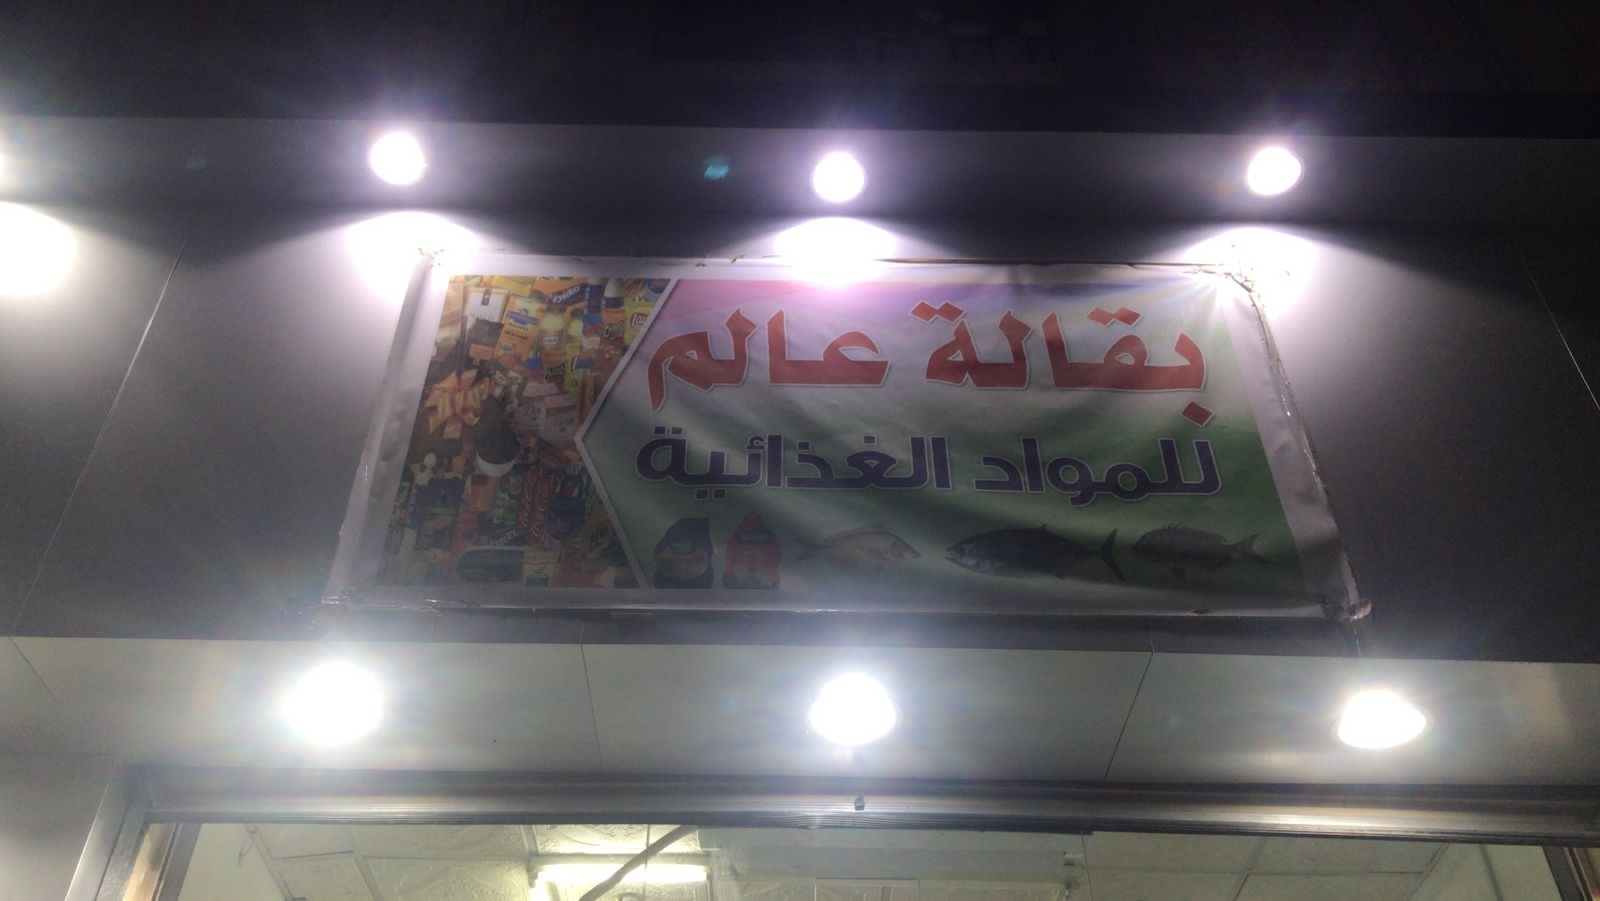 بقالة عالم
للمواد الغذائية